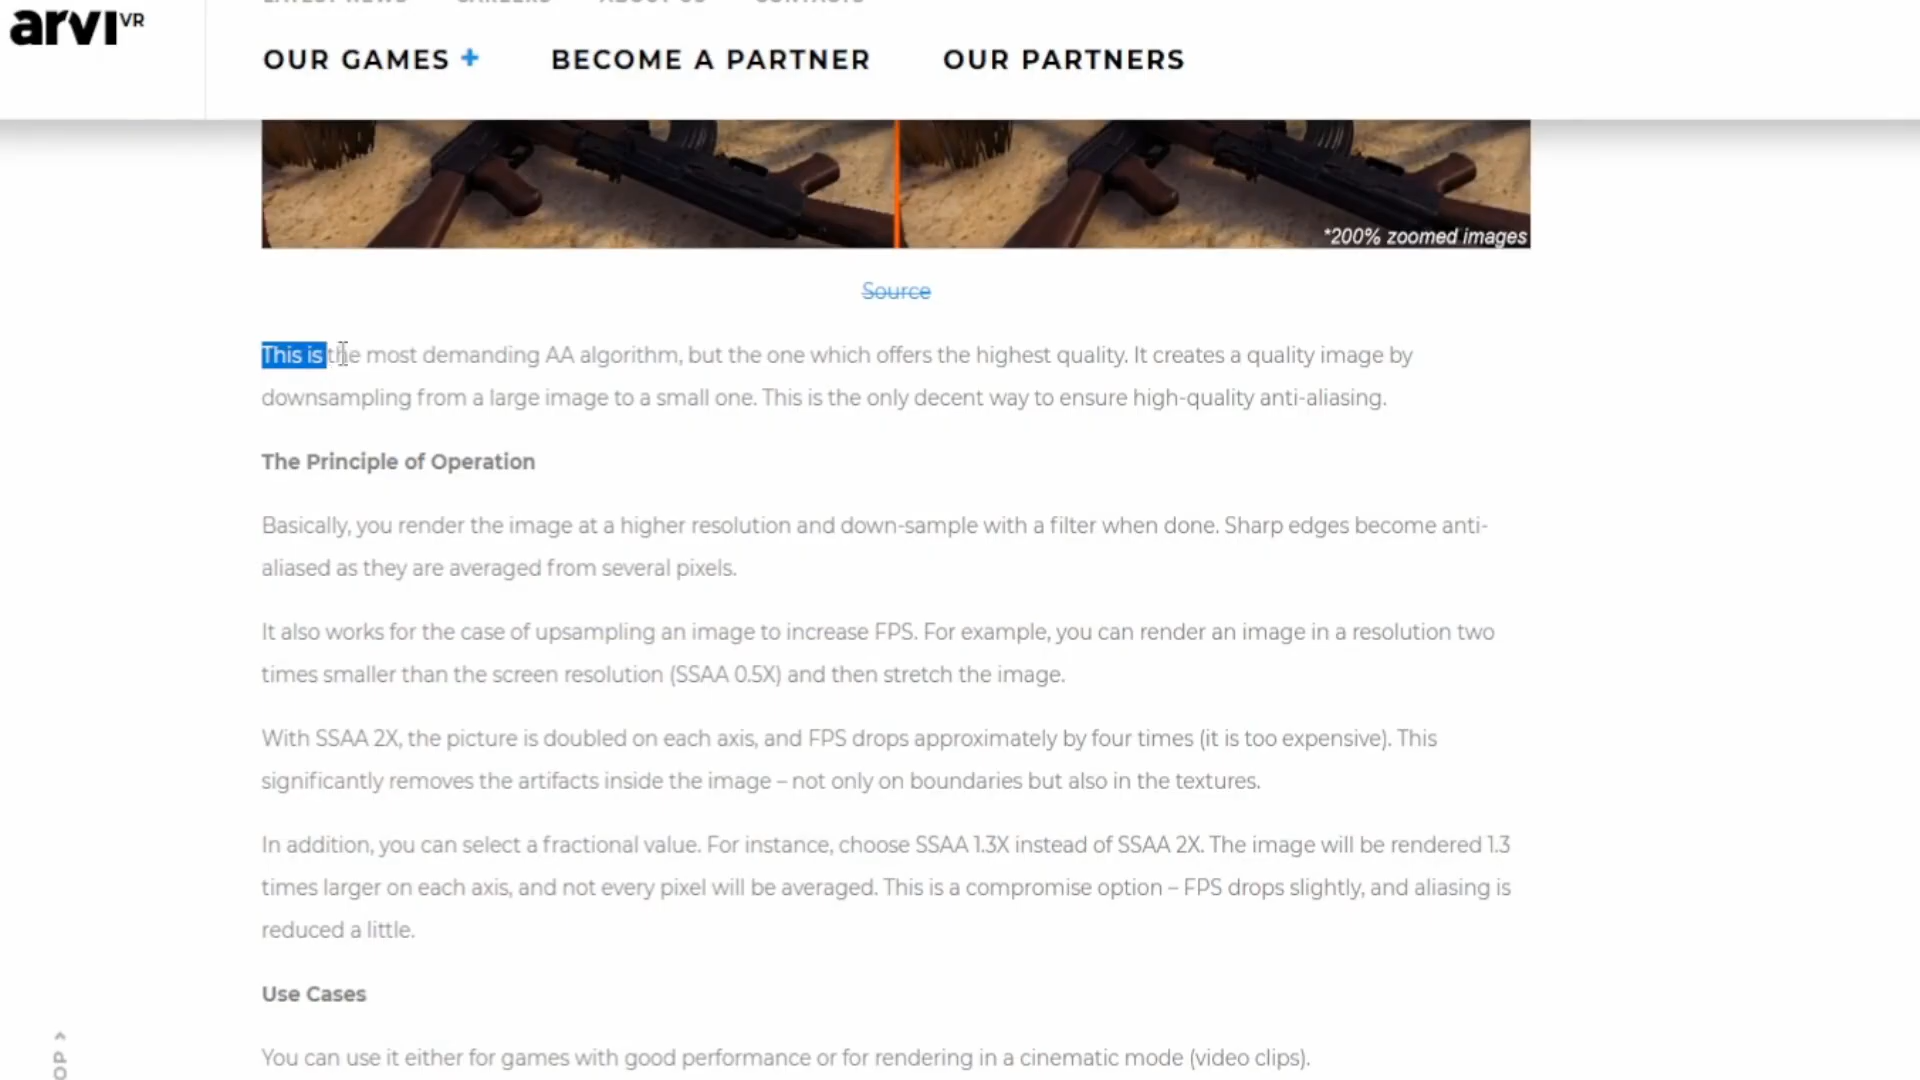 arvi VR
LATEST NEWS CAREERS ABOUT US CONTACTS
OUR GAMES + BECOME A PARTNER OUR PARTNERS
*200% zoomed images
Source
This is the most demanding AA algorithm, but the one which offers the highest quality. It creates a quality image by
downsampling from a large image to a small one. This is the only decent way to ensure high-quality anti-aliasing.
The Principle of Operation
Basically, you render the image at a higher resolution and down-sample with a filter when done. Sharp edges become anti-
aliased as they are averaged from several pixels.
It also works for the case of upsampling an image to increase FPS. For example, you can render an image in a resolution two
times smaller than the screen resolution (SSAA 0.5X) and then stretch the image.
With SSAA 2X, the picture is doubled on each axis, and FPS drops approximately by four times (it is too expensive). This
significantly removes the artifacts inside the image – not only on boundaries but also in the textures.
In addition, you can select a fractional value. For instance, choose SSAA 1.3X instead of SSAA 2X. The image will be rendered 1.3
times larger on each axis, and not every pixel will be averaged. This is a compromise option – FPS drops slightly, and aliasing is
reduced a little.
Use Cases
You can use it either for games with good performance or for rendering in a cinematic mode (video clips).